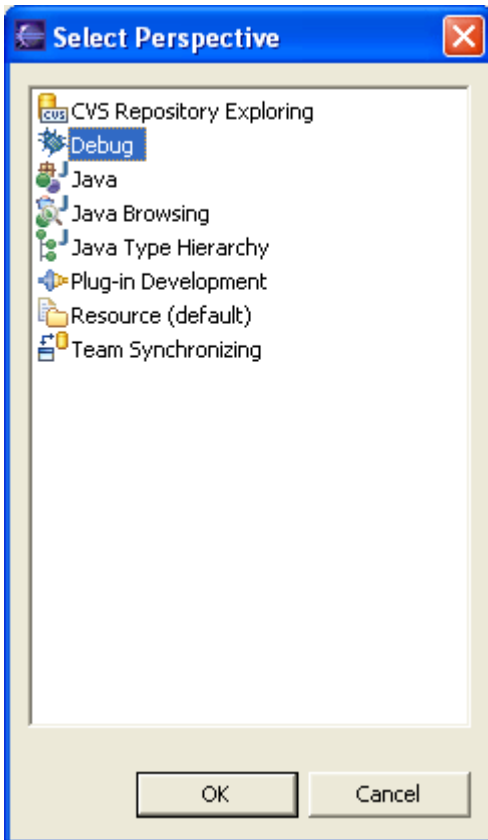 Select Perspective
CVS CVS Repository Exploring
Debug
Java
Java Browsing
Java Type Hierarchy
Plug-in Development
Resource (default)
Team Synchronizing
OK Cancel